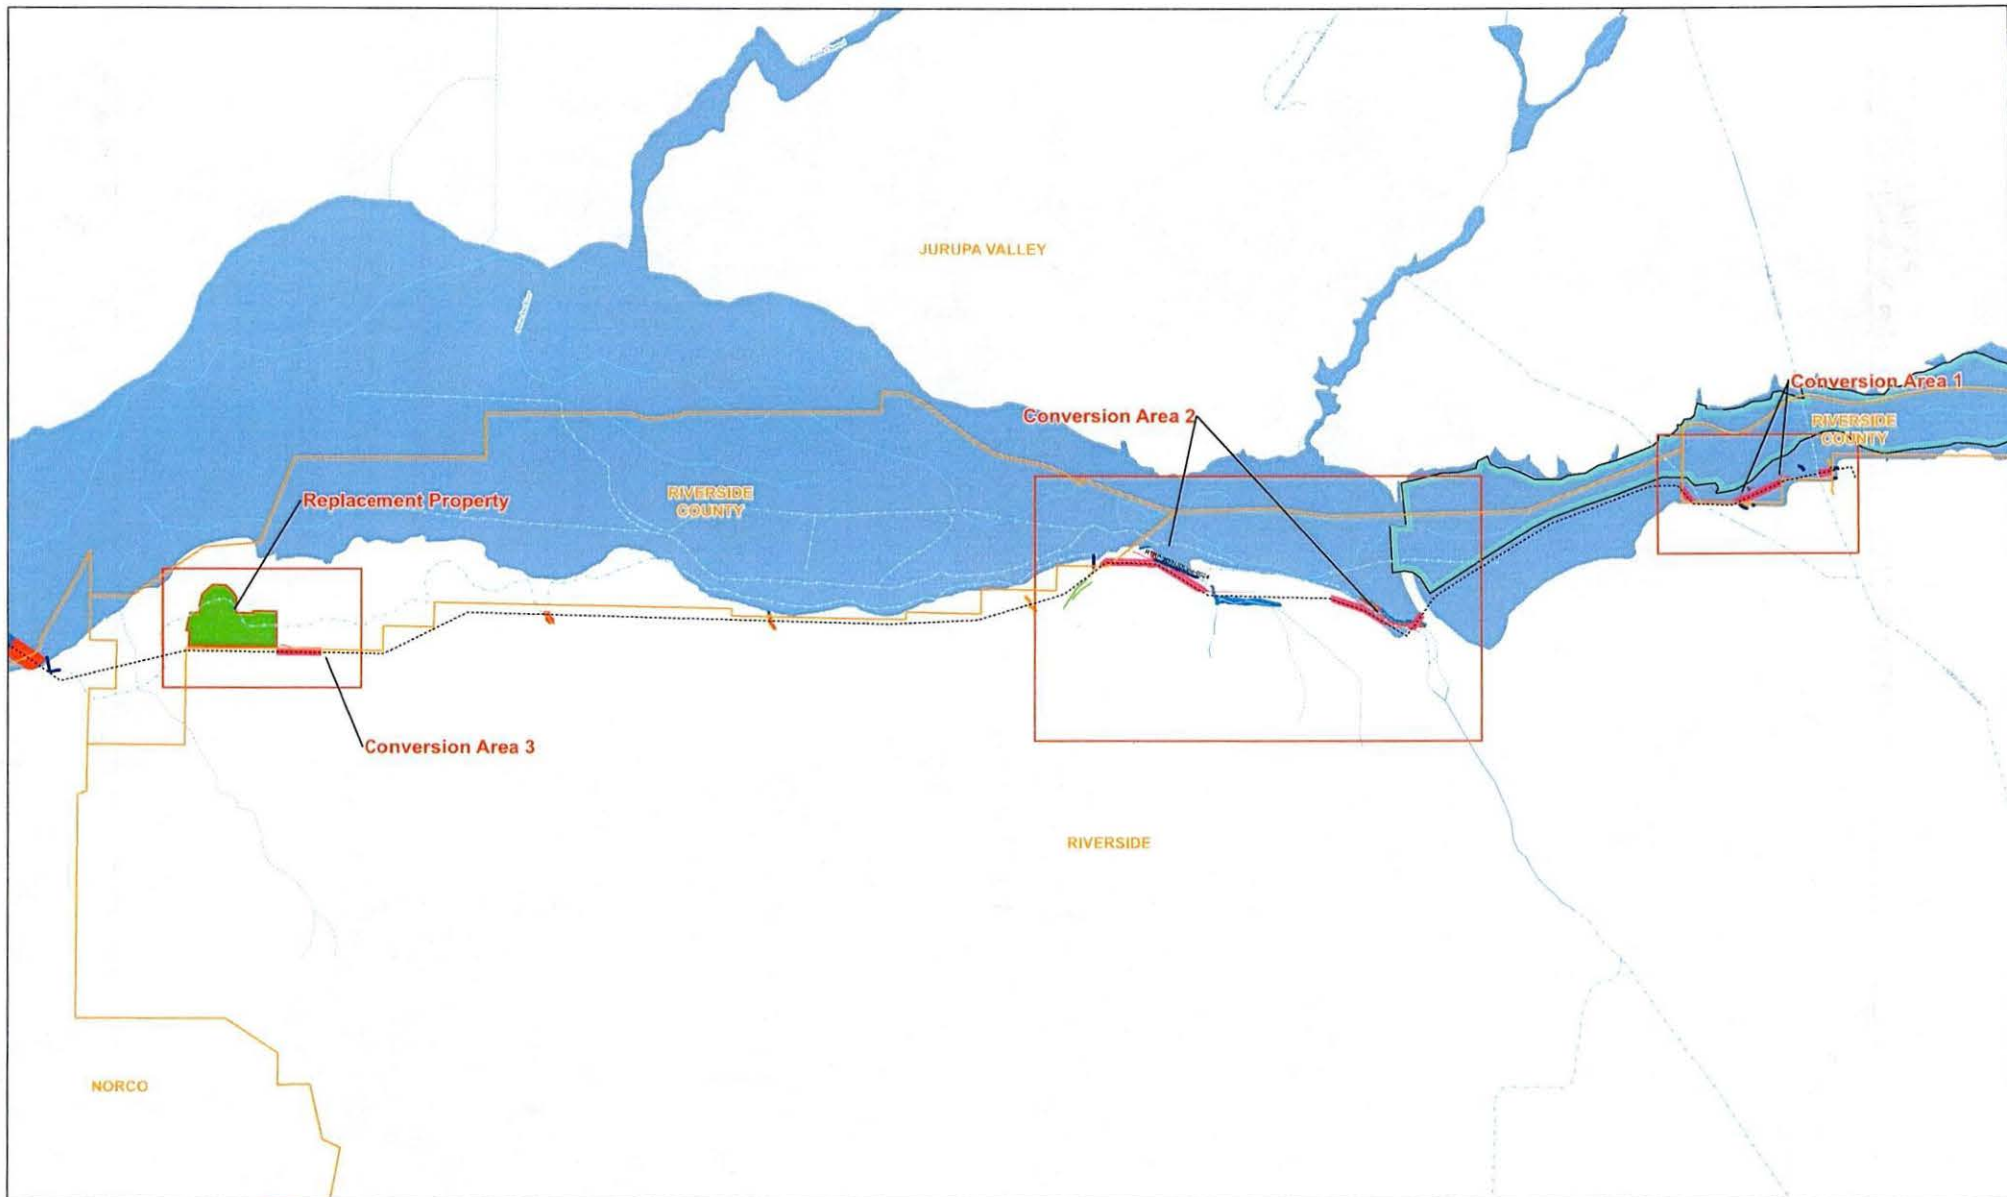 JURUPA VALLEY
Conversion Area 1
Conversion Area 2
RIVERSIDE
COUNTY
Replacement Property
RIVERSIDE
COUNTY
Conversion Area 3
RIVERSIDE
NORCO